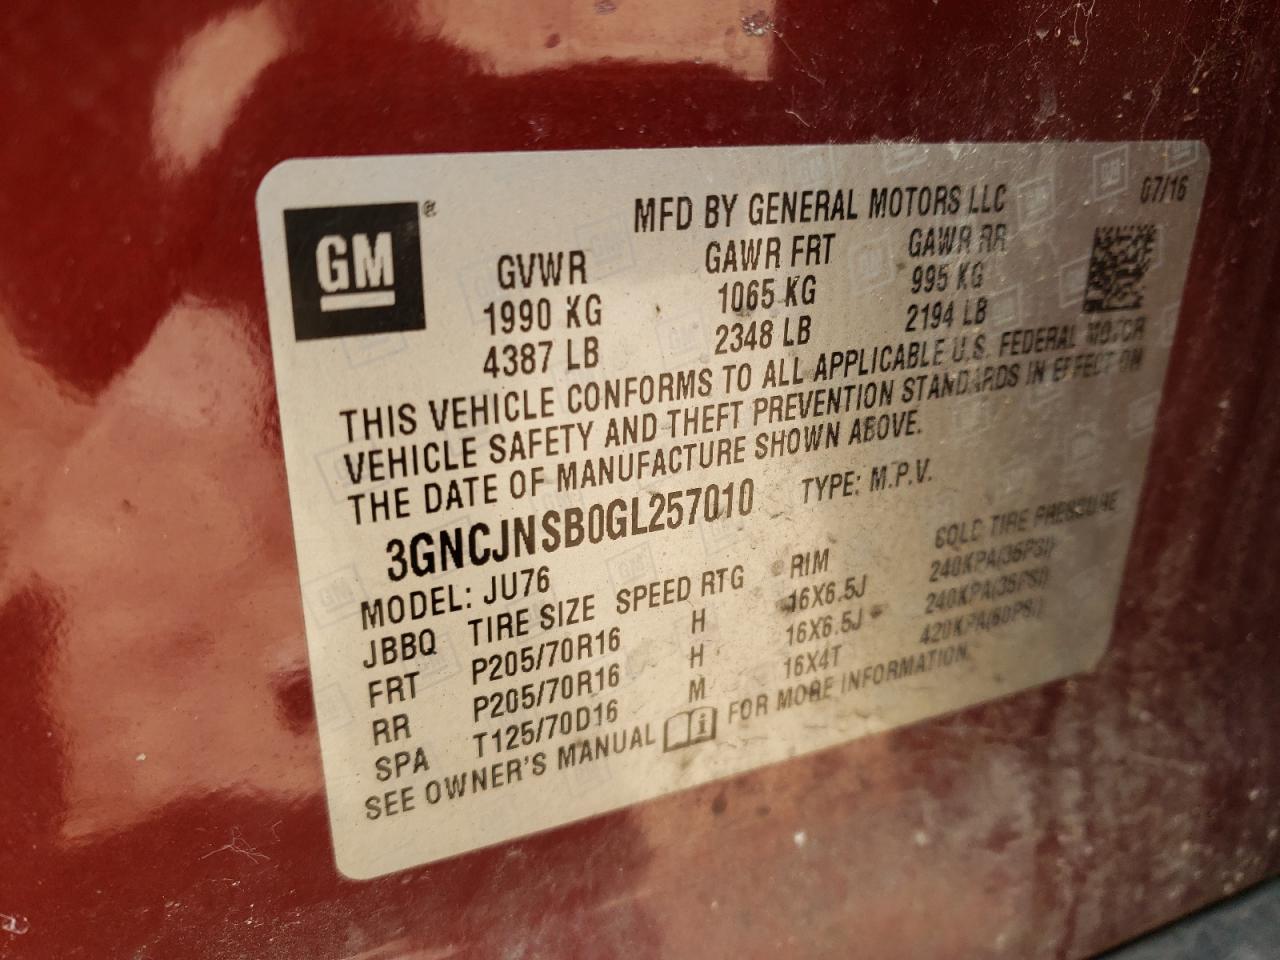 GM®
MFD BY GENERAL MOTORS LLC 07/16
GVWR GAWR FRT GAWR RR
1990 KG 1065 KG 995 KG
4387 LB 2348 LB 2194 LB
THIS VEHICLE CONFORMS TO ALL APPLICABLE U.S. FEDERAL MOTOR
VEHICLE SAFETY AND THEFT PREVENTION STANDARDS IN EFFECT ON
THE DATE OF MANUFACTURE SHOWN ABOVE.
3GNCJNSB0GL257010 TYPE: M.P.V.
MODEL: JU76
JBBQ TIRE SIZE SPEED RTG RIM COLD TIRE PRESSURE
FRT P205/70R16 H 16X6.5J 240KPA(35PSI)
RR P205/70R16 H 16X6.5J 240KPA(35PSI)
SPA T125/70D16 M 16X4T 420KPA(60PSI)
SEE OWNER'S MANUAL FOR MORE INFORMATION.